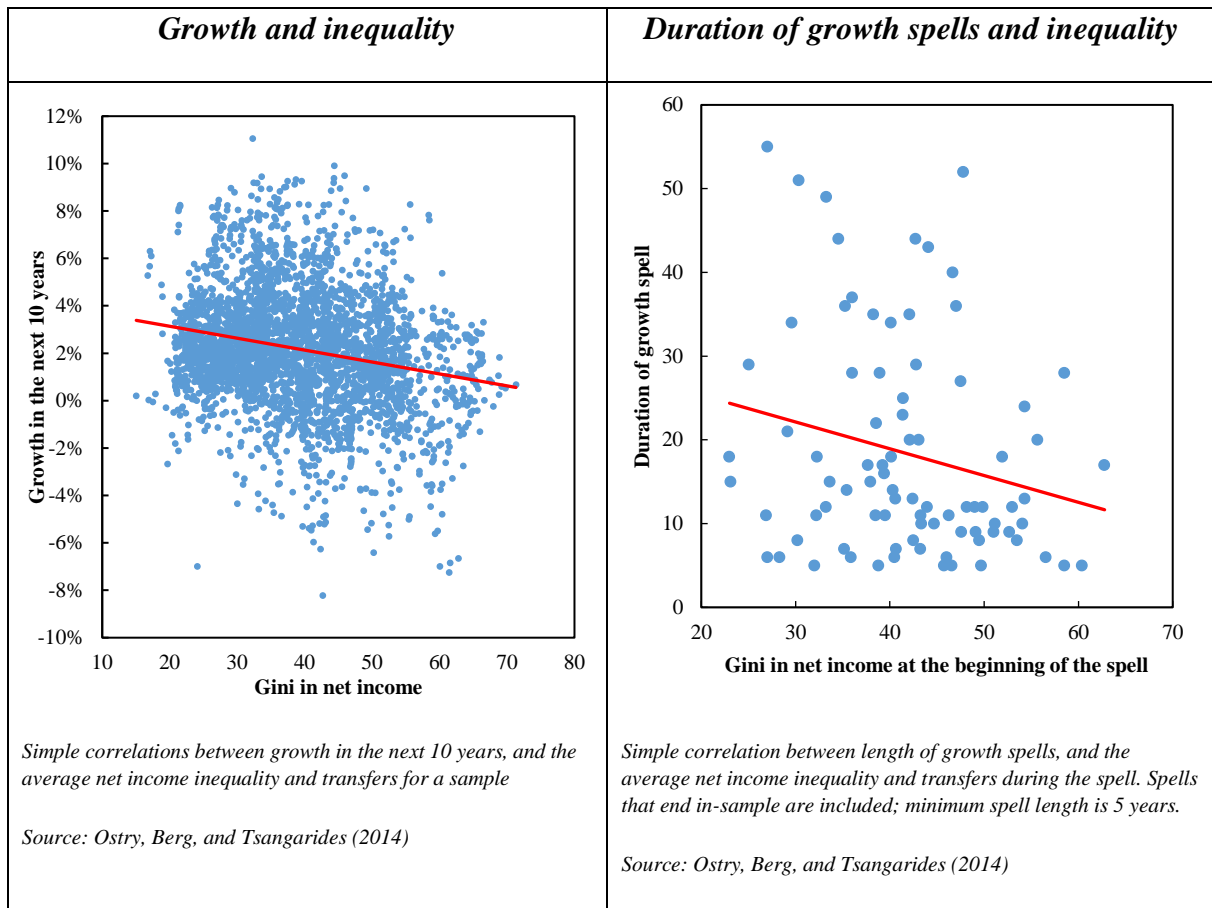 Growth and inequality
Duration of growth spells and inequality
12%
10%
8%
6%
4%
2%
0%
-2%
-4%
-6%
-8%
-10%
Growth in the next 10 years
10 20 30 40 50 60 70 80
Gini in net income
60
50
40
30
20
10
0
Duration of growth spell
20 30 40 50 60 70
Gini in net income at the beginning of the spell
Simple correlations between growth in the next 10 years, and the
average net income inequality and transfers for a sample
Source: Ostry, Berg, and Tsangarides (2014)
Simple correlation between length of growth spells, and the
average net income inequality and transfers during the spell. Spells
that end in-sample are included; minimum spell length is 5 years.
Source: Ostry, Berg, and Tsangarides (2014)